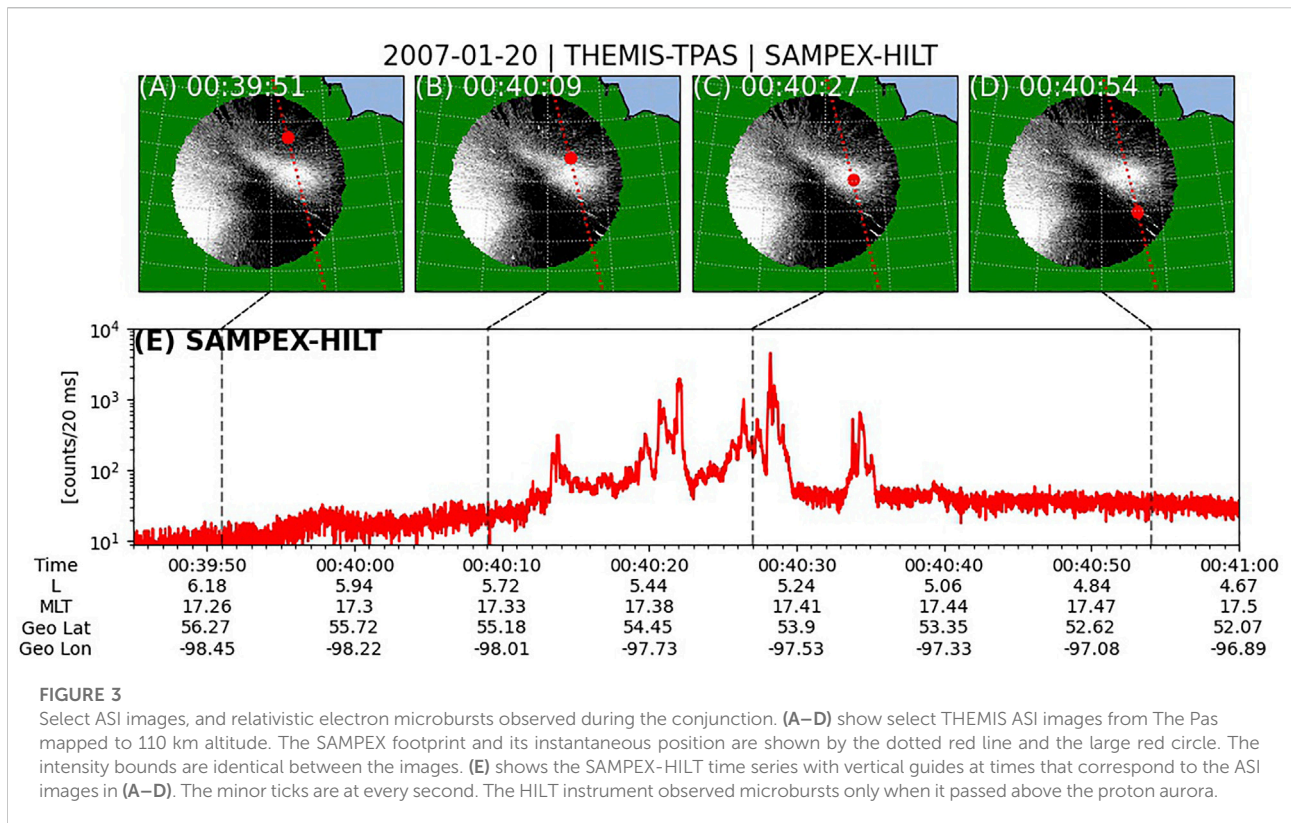 2007-01-20 | THEMIS-TPAS | SAMPEX-HILT
(A) 00:39:51 (B) 00:40:09 (C) 00:40:27 (D) 00:40:54
(E) SAMPEX-HILT
[counts/20 ms]
10⁴
10³
10²
10¹
Time 00:39:50 00:40:00 00:40:10 00:40:20 00:40:30 00:40:40 00:40:50 00:41:00
L 6.18 5.94 5.72 5.44 5.24 5.06 4.84 4.67
MLT 17.26 17.3 17.33 17.38 17.41 17.44 17.47 17.5
Geo Lat 56.27 55.72 55.18 54.45 53.9 53.35 52.62 52.07
Geo Lon -98.45 -98.22 -98.01 -97.73 -97.53 -97.33 -97.08 -96.89
FIGURE 3
Select ASI images, and relativistic electron microbursts observed during the conjunction. (A–D) show select THEMIS ASI images from The Pas
mapped to 110 km altitude. The SAMPEX footprint and its instantaneous position are shown by the dotted red line and the large red circle. The
intensity bounds are identical between the images. (E) shows the SAMPEX-HILT time series with vertical guides at times that correspond to the ASI
images in (A–D). The minor ticks are at every second. The HILT instrument observed microbursts only when it passed above the proton aurora.